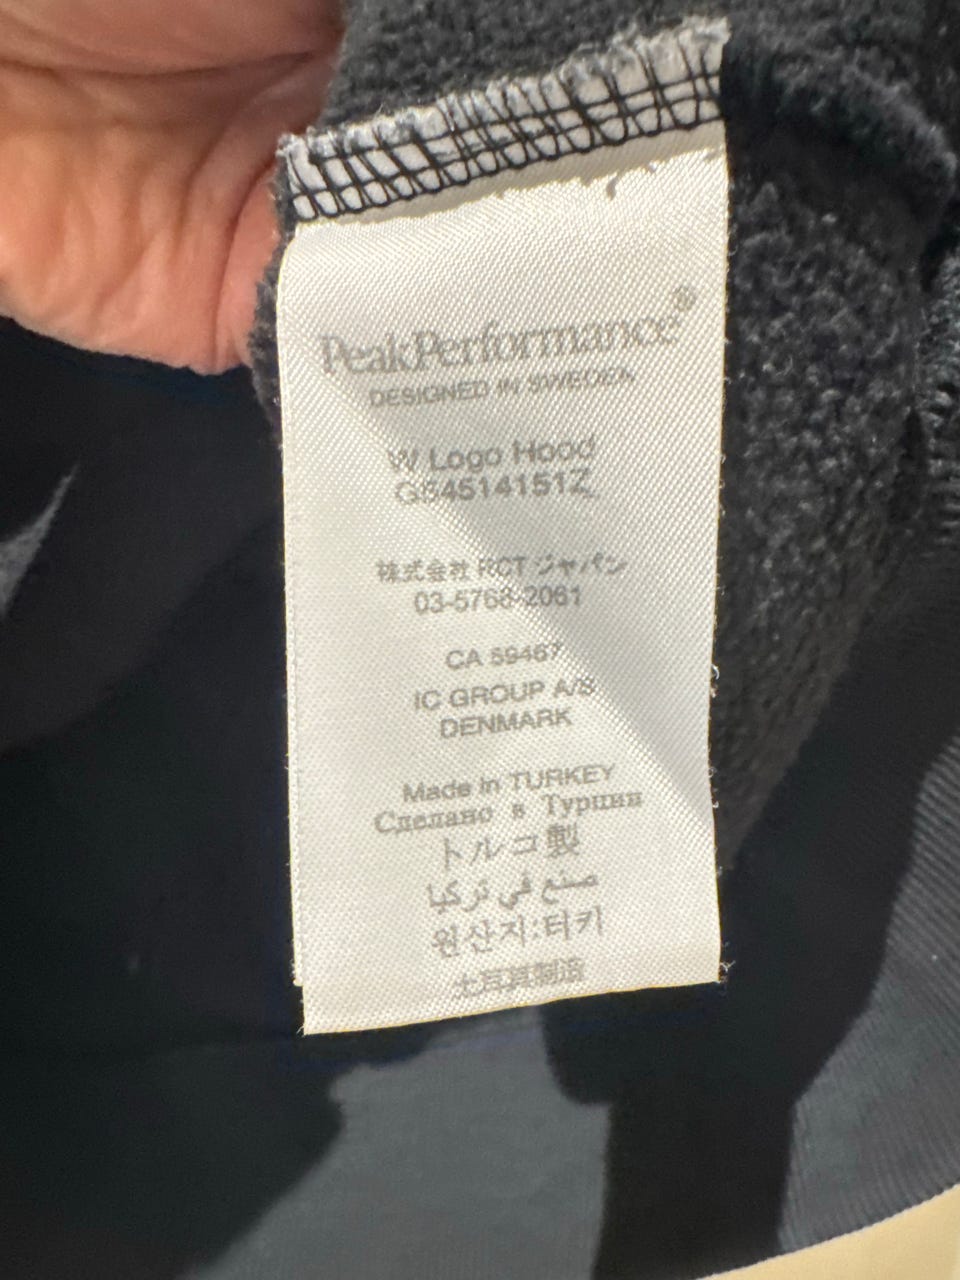 PeakPerformance®
DESIGNED IN SWEDEN
W Logo Hood
G54514151Z
株式会社 RCT ジャパン
03-5768-2061
CA 59467
IC GROUP A/S
DENMARK
Made in TURKEY
Сделано в Турции
トルコ製
صنع في تركيا
원산지:터키
土耳其制造